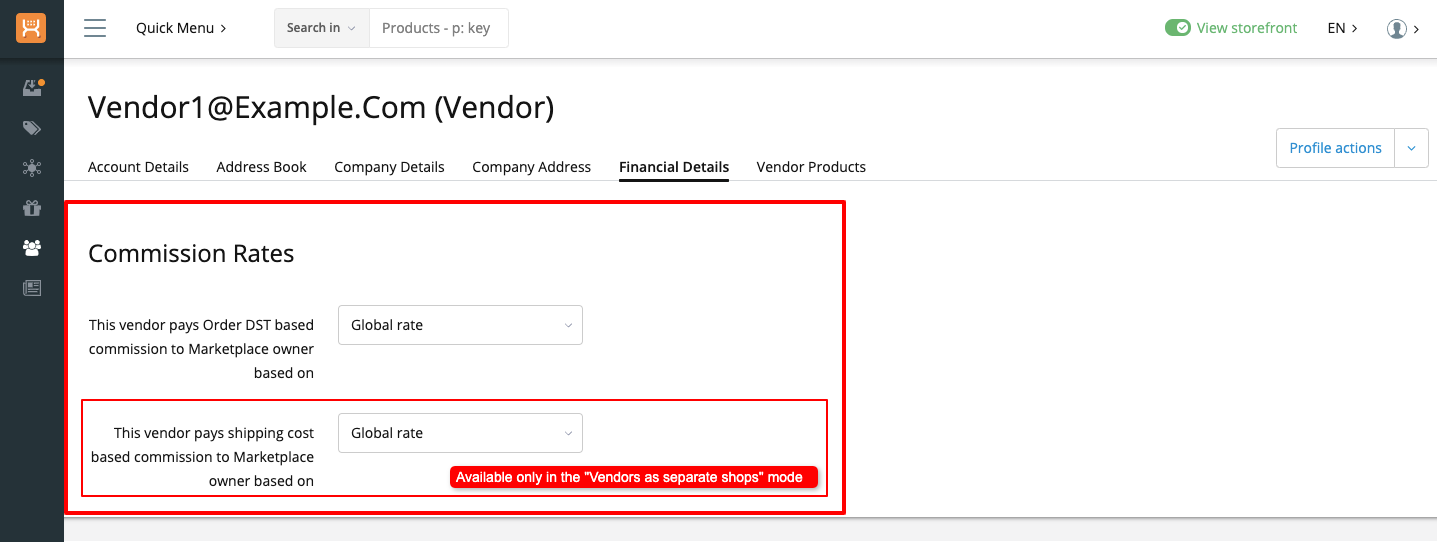 Quick Menu
Search in
Products - p: key
View storefront
EN
Vendor1@Example.Com (Vendor)
Profile actions
Account Details
Address Book
Company Details
Company Address
Financial Details
Vendor Products
Commission Rates
This vendor pays Order DST based
commission to Marketplace owner
based on
Global rate
This vendor pays shipping cost
based commission to Marketplace
owner based on
Global rate
Available only in the "Vendors as separate shops" mode